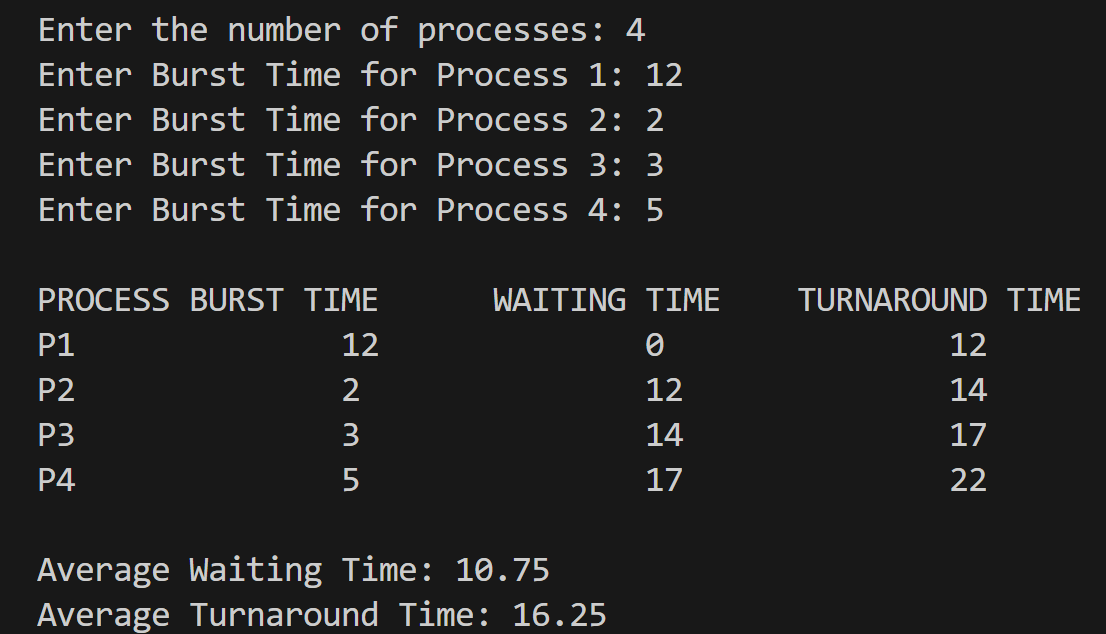 Enter the number of processes: 4
Enter Burst Time for Process 1: 12
Enter Burst Time for Process 2: 2
Enter Burst Time for Process 3: 3
Enter Burst Time for Process 4: 5
PROCESS BURST TIME WAITING TIME TURNAROUND TIME
P1 12 0 12
P2 2 12 14
P3 3 14 17
P4 5 17 22
Average Waiting Time: 10.75
Average Turnaround Time: 16.25